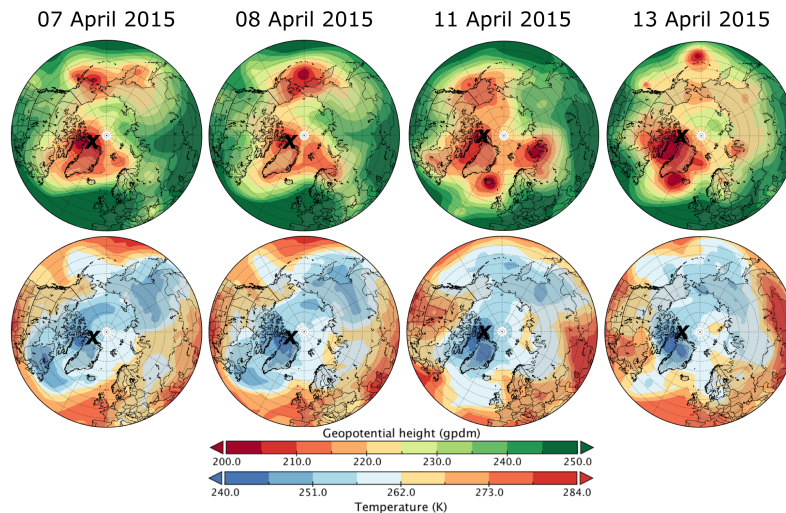 07 April 2015 08 April 2015 11 April 2015 13 April 2015
X X X X
X X X X
Geopotential height (gpdm)
200.0 210.0 220.0 230.0 240.0 250.0
240.0 251.0 262.0 273.0 284.0
Temperature (K)